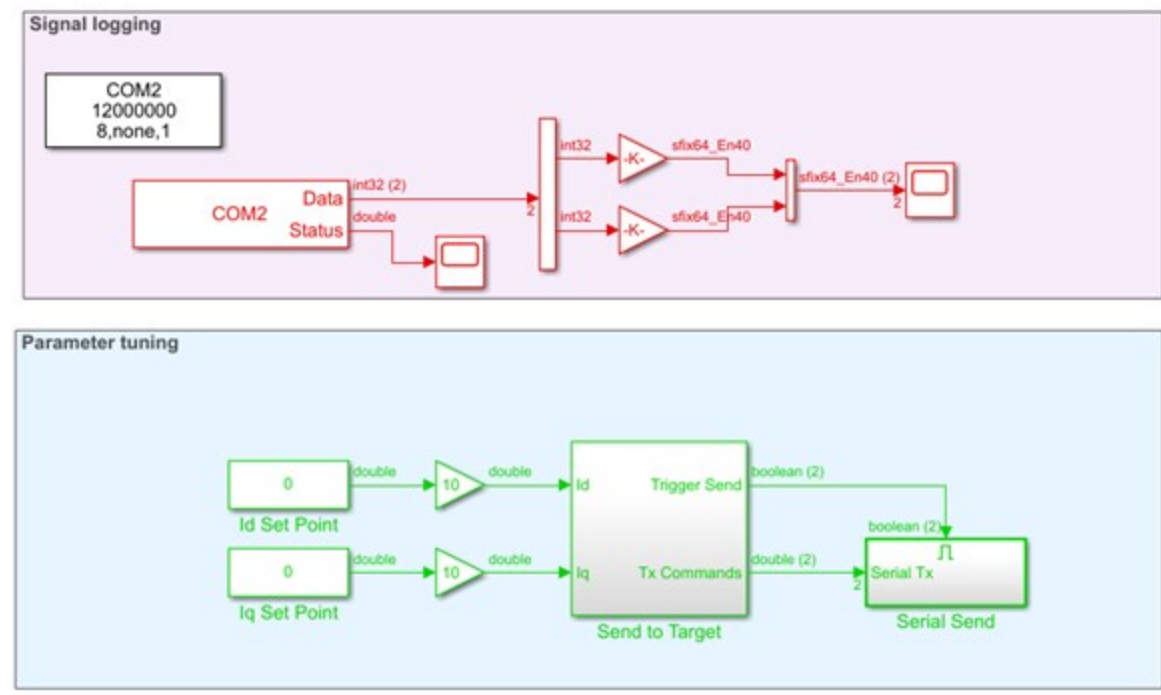 Signal logging
COM2
12000000
8,none,1
COM2
Data
Status
int32 (2)
double
2
int32
int32
-K-
-K-
sfix64_En40
sfix64_En40
sfix64_En40 (2)
2
Parameter tuning
0
Id Set Point
double
10
double
0
Iq Set Point
double
10
double
Id
Iq
Trigger Send
Tx Commands
Send to Target
boolean (2)
double (2)
boolean (2)
2
Serial Tx
Serial Send